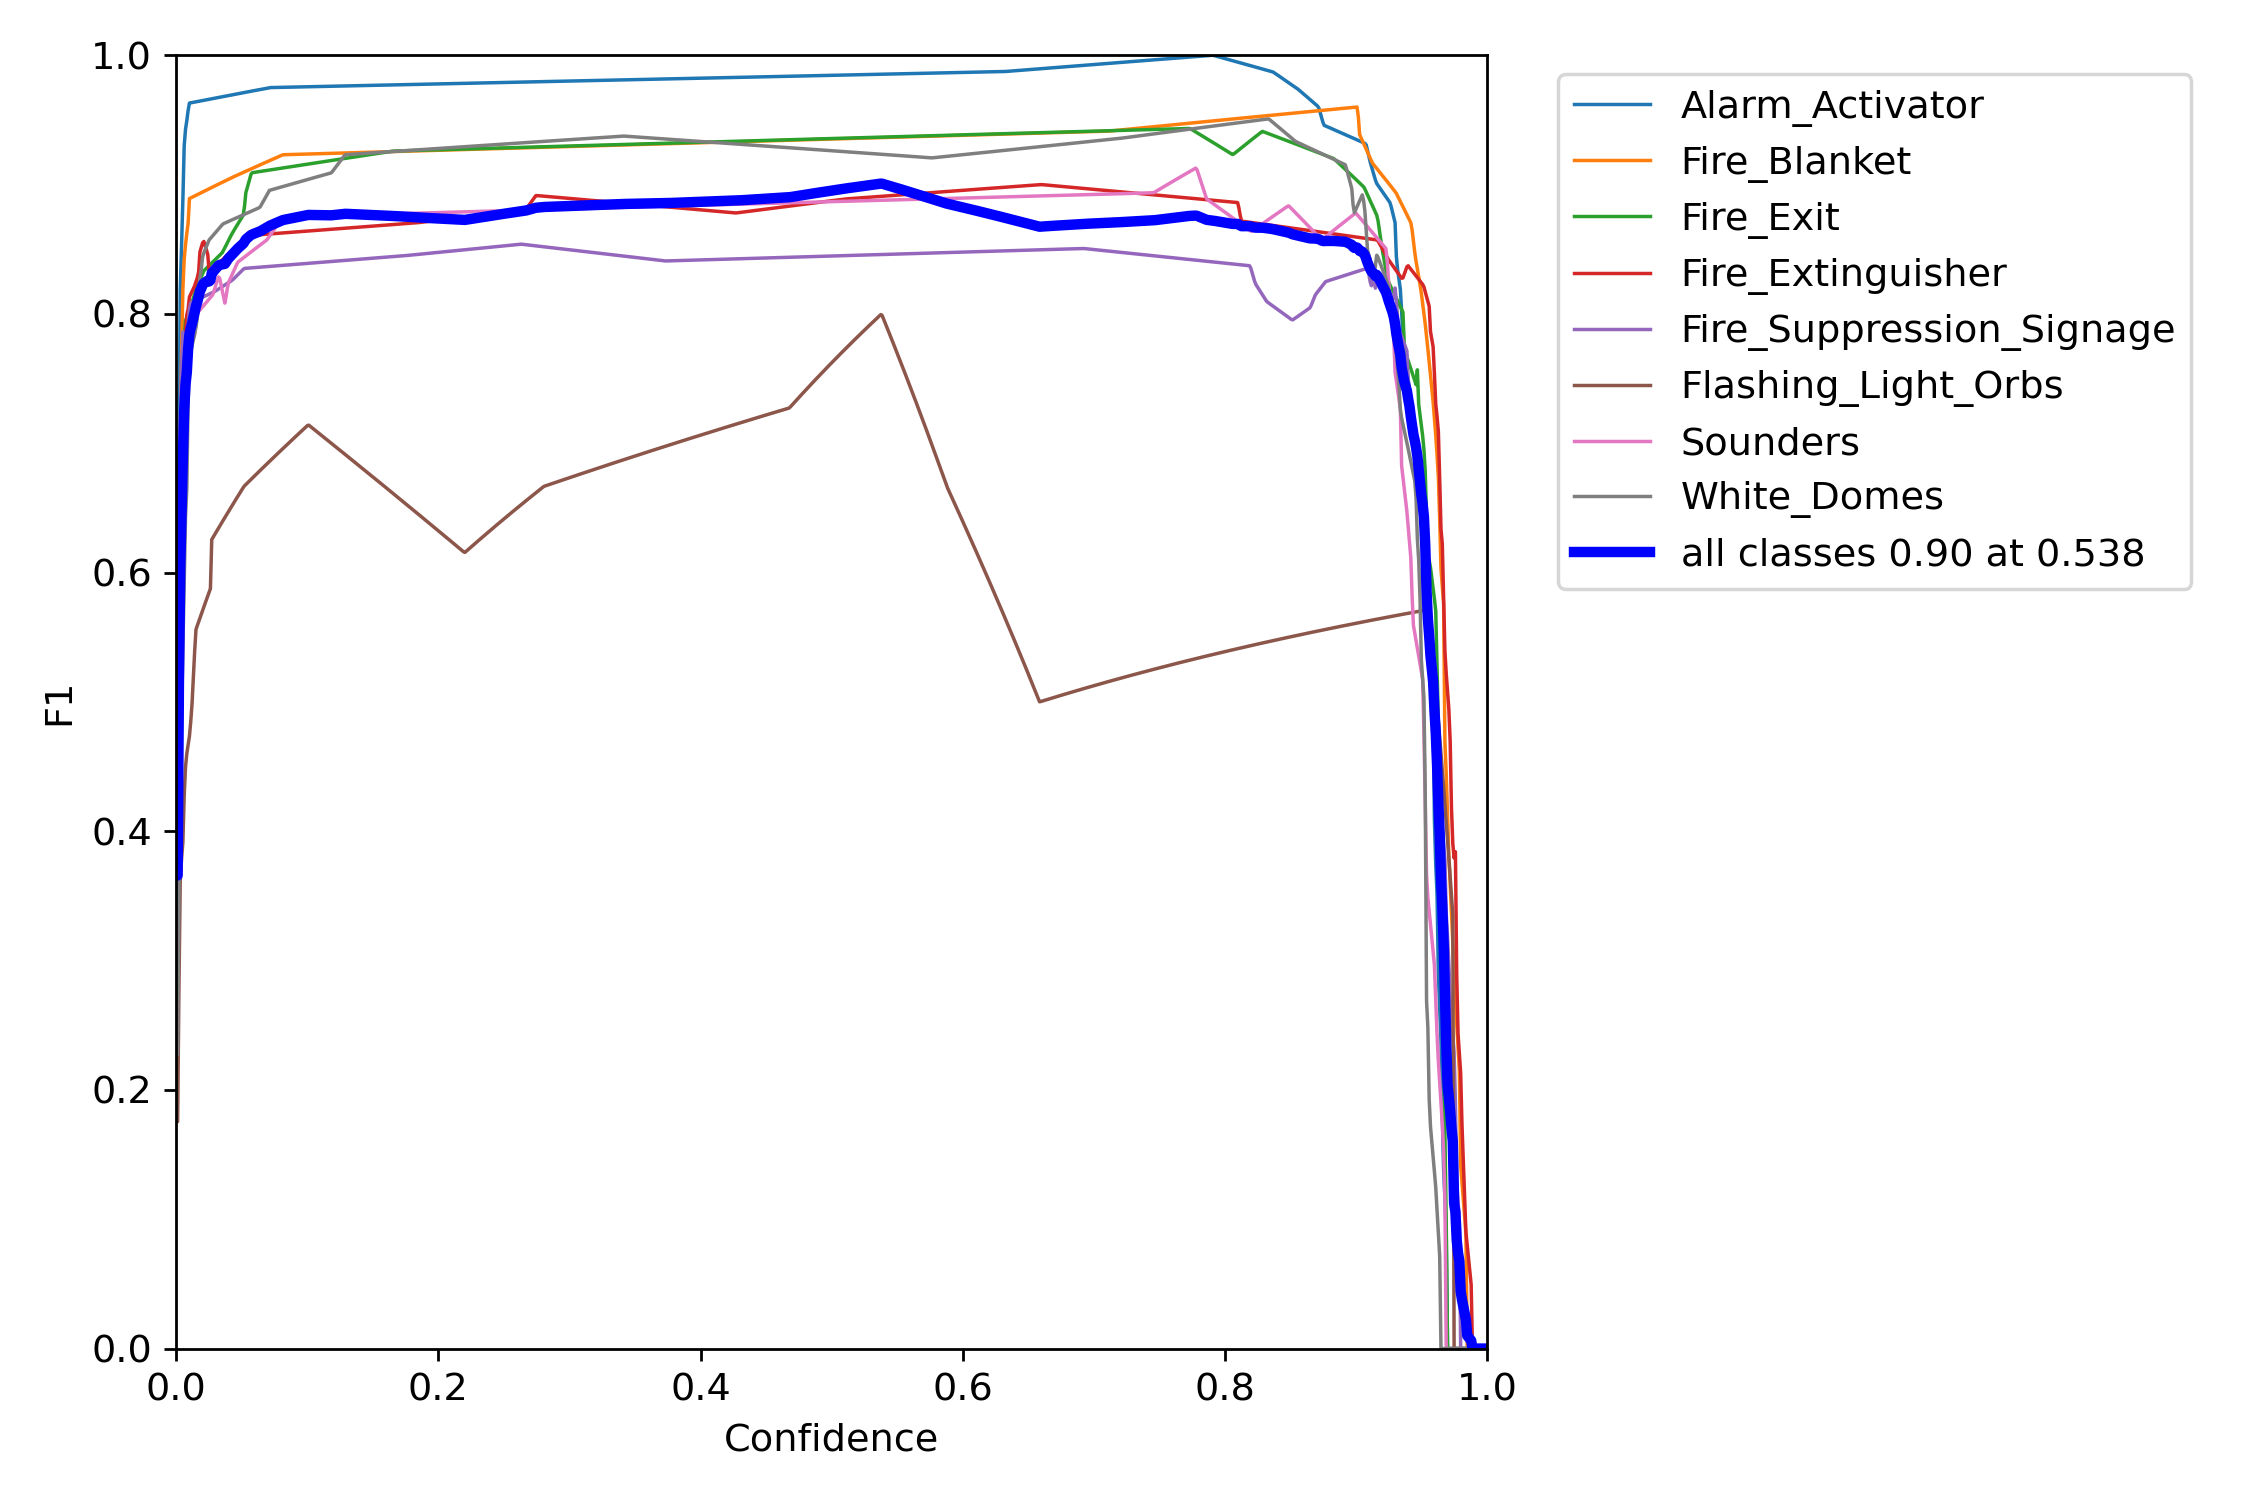 1.0
0.8
0.6
0.4
0.2
0.0
F1
0.0 0.2 0.4 0.6 0.8 1.0
Confidence
Alarm_Activator
Fire_Blanket
Fire_Exit
Fire_Extinguisher
Fire_Suppression_Signage
Flashing_Light_Orbs
Sounders
White_Domes
all classes 0.90 at 0.538